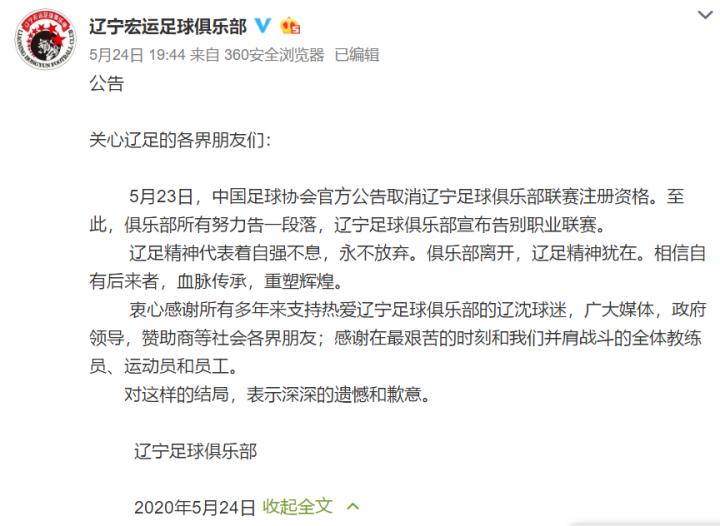 辽宁宏运足球俱乐部
5月24日 19:44 来自 360安全浏览器 已编辑
公告
关心辽足的各界朋友们：
5月23日，中国足球协会官方公告取消辽宁足球俱乐部联赛注册资格。至
此，俱乐部所有努力告一段落，辽宁足球俱乐部宣布告别职业联赛。
辽足精神代表着自强不息，永不放弃。俱乐部离开，辽足精神犹在。相信自
有后来者，血脉传承，重塑辉煌。
衷心感谢所有多年来支持热爱辽宁足球俱乐部的辽沈球迷，广大媒体，政府
领导，赞助商等社会各界朋友；感谢在最艰苦的时刻和我们并肩战斗的全体教练
员、运动员和员工。
对这样的结局，表示深深的遗憾和歉意。
辽宁足球俱乐部
2020年5月24日 收起全文